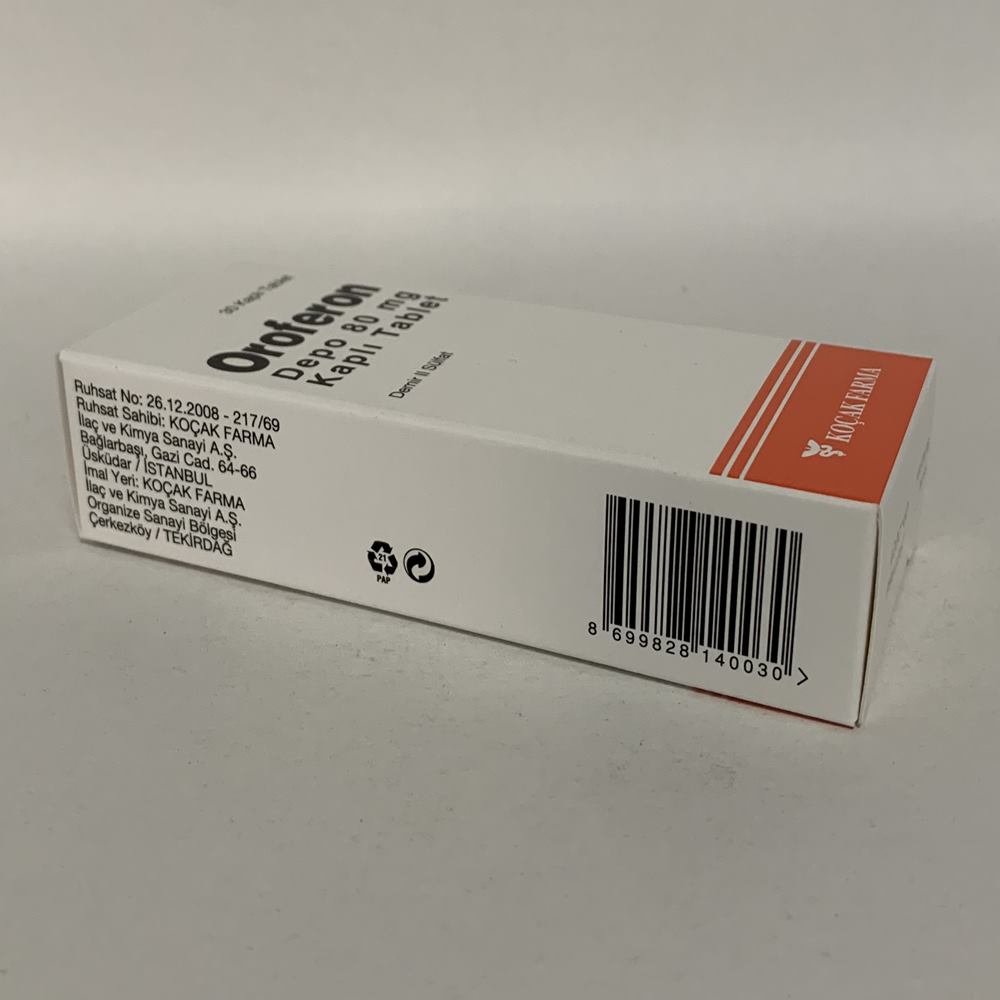 30 Kaplı Tablet
Oroferon
Depo 80 mg
Kaplı Tablet
Demir II Sülfat
KOÇAK FARMA
Ruhsat No: 26.12.2008 - 217/69
Ruhsat Sahibi: KOÇAK FARMA
İlaç ve Kimya Sanayi A.Ş.
Bağlarbaşı, Gazi Cad. 64-66
Üsküdar / İSTANBUL
İmal Yeri: KOÇAK FARMA
İlaç ve Kimya Sanayi A.Ş.
Organize Sanayi Bölgesi
Çerkezköy / TEKİRDAĞ
21
PAP
8 699828 140030 >